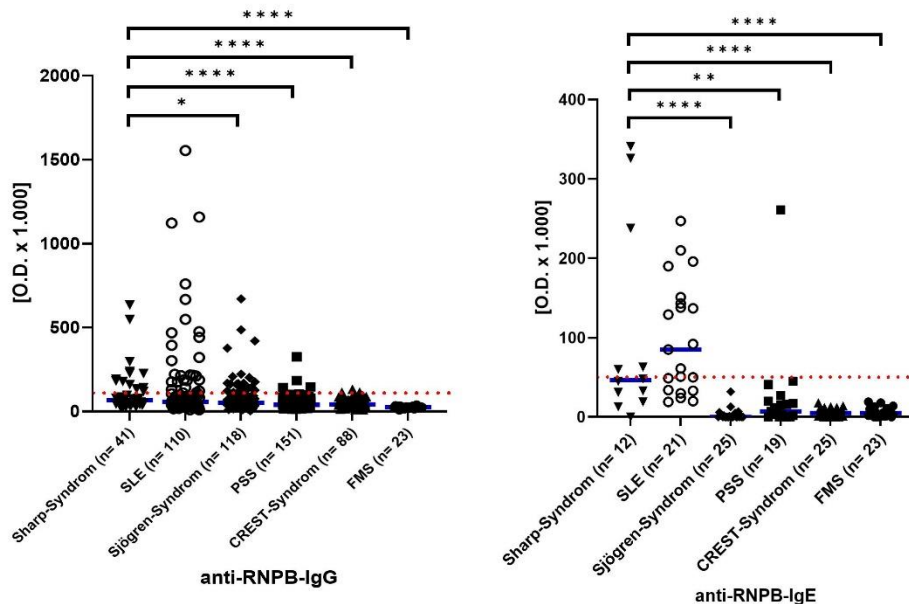 ****
****
****
*
2000
1500
1000
500
0
[O.D. x 1.000]
Sharp-Syndrom (n= 41)
SLE (n= 110)
Sjögren-Syndrom (n= 118)
PSS (n= 151)
CREST-Syndrom (n= 88)
FMS (n= 23)
anti-RNPB-IgG
****
****
**
****
400
300
200
100
0
[O.D. x 1.000]
Sharp-Syndrom (n= 12)
SLE (n= 21)
Sjögren-Syndrom (n= 25)
PSS (n= 19)
CREST-Syndrom (n= 25)
FMS (n= 23)
anti-RNPB-IgE